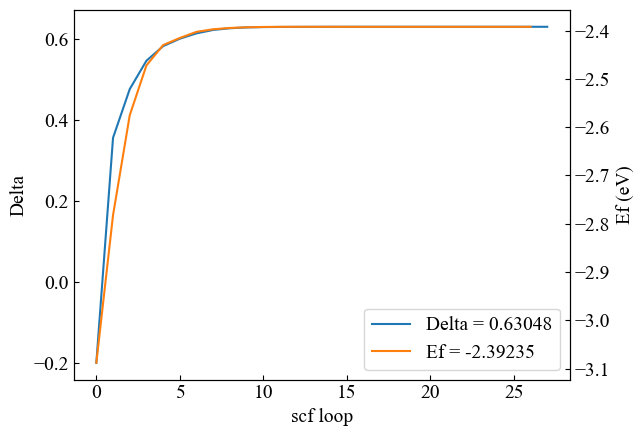 0.6
0.4
0.2
0.0
−0.2
Delta
−2.4
−2.5
−2.6
−2.7
−2.8
−2.9
−3.0
−3.1
Ef (eV)
Delta = 0.63048
Ef = -2.39235
0 5 10 15 20 25
scf loop